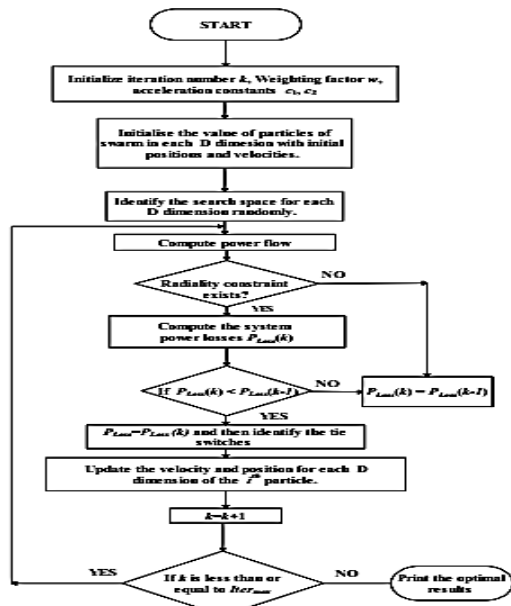 START
Initialize iteration number k, Weighting factor w,
acceleration constants c1, c2
Initialise the value of particles of
swarm in each D dimesion with initial
positions and velocities.
Identify the search space for each
D dimension randomly.
Compute power flow
Radiality constraint
exists?
NO
YES
Compute the system
power losses PLoss(k)
If PLoss(k) < PLoss(k-1)
NO
PLoss(k) = PLoss(k-1)
YES
PLoss=PLoss(k) and then identify the tie
switches
Update the velocity and position for each D
dimension of the ith particle.
k=k+1
If k is less than or
equal to Itermax
YES
NO
Print the optimal
results